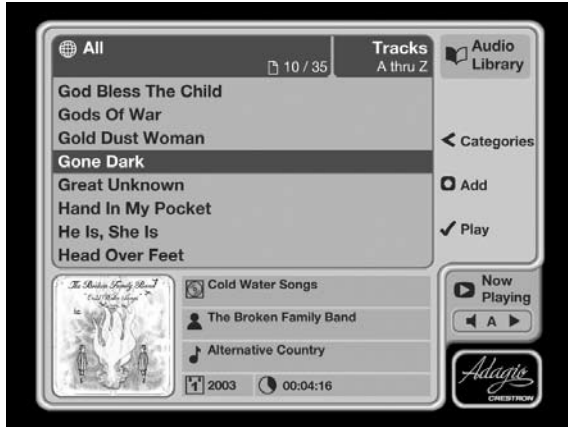 All
10 / 35
Tracks
A thru Z
Audio
Library
God Bless The Child
Gods Of War
Gold Dust Woman
Gone Dark
Great Unknown
Hand In My Pocket
He Is, She Is
Head Over Feet
Categories
Add
Play
The Broken Family Band
Cold Water Songs
Cold Water Songs
The Broken Family Band
Alternative Country
1
2003
00:04:16
Now
Playing
A
Adagio
CRESTRON